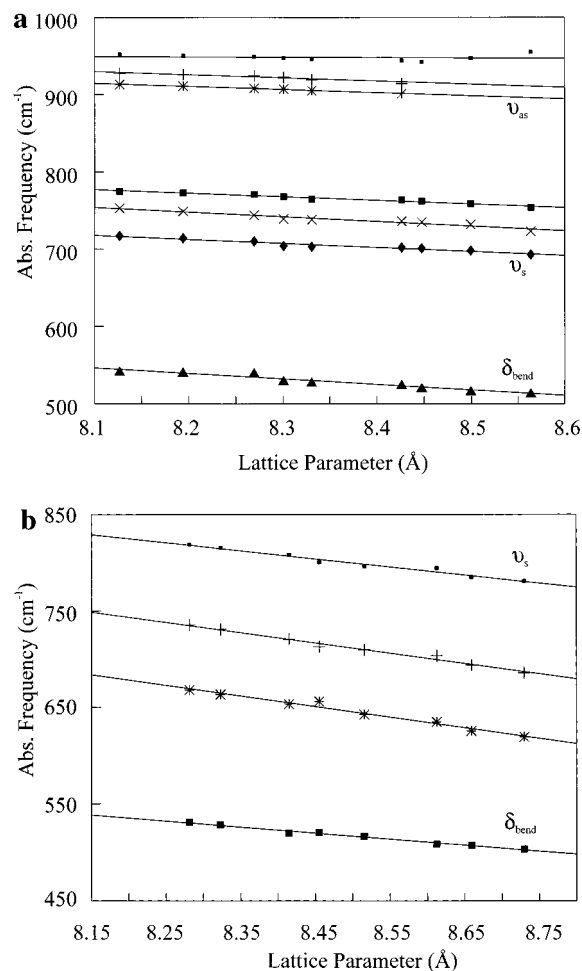 a
1000
900
800
700
600
500
Abs. Frequency (cm-1)
υas
υs
δbend
8.1 8.2 8.3 8.4 8.5 8.6
Lattice Parameter (Å)
b
850
750
650
550
450
Abs. Frequency (cm-1)
υs
δbend
8.15 8.25 8.35 8.45 8.55 8.65 8.75
Lattice Parameter (Å)